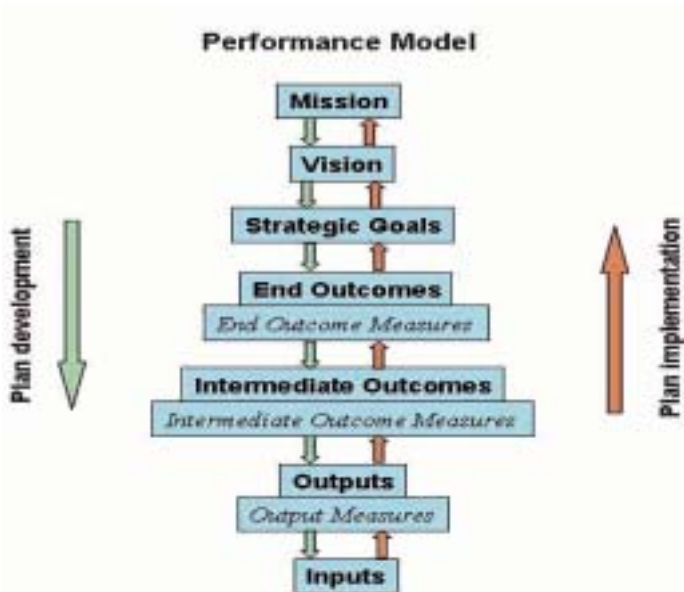 Performance Model
Mission
Vision
Strategic Goals
End Outcomes
End Outcome Measures
Intermediate Outcomes
Intermediate Outcome Measures
Outputs
Output Measures
Inputs
Plan development
Plan implementation